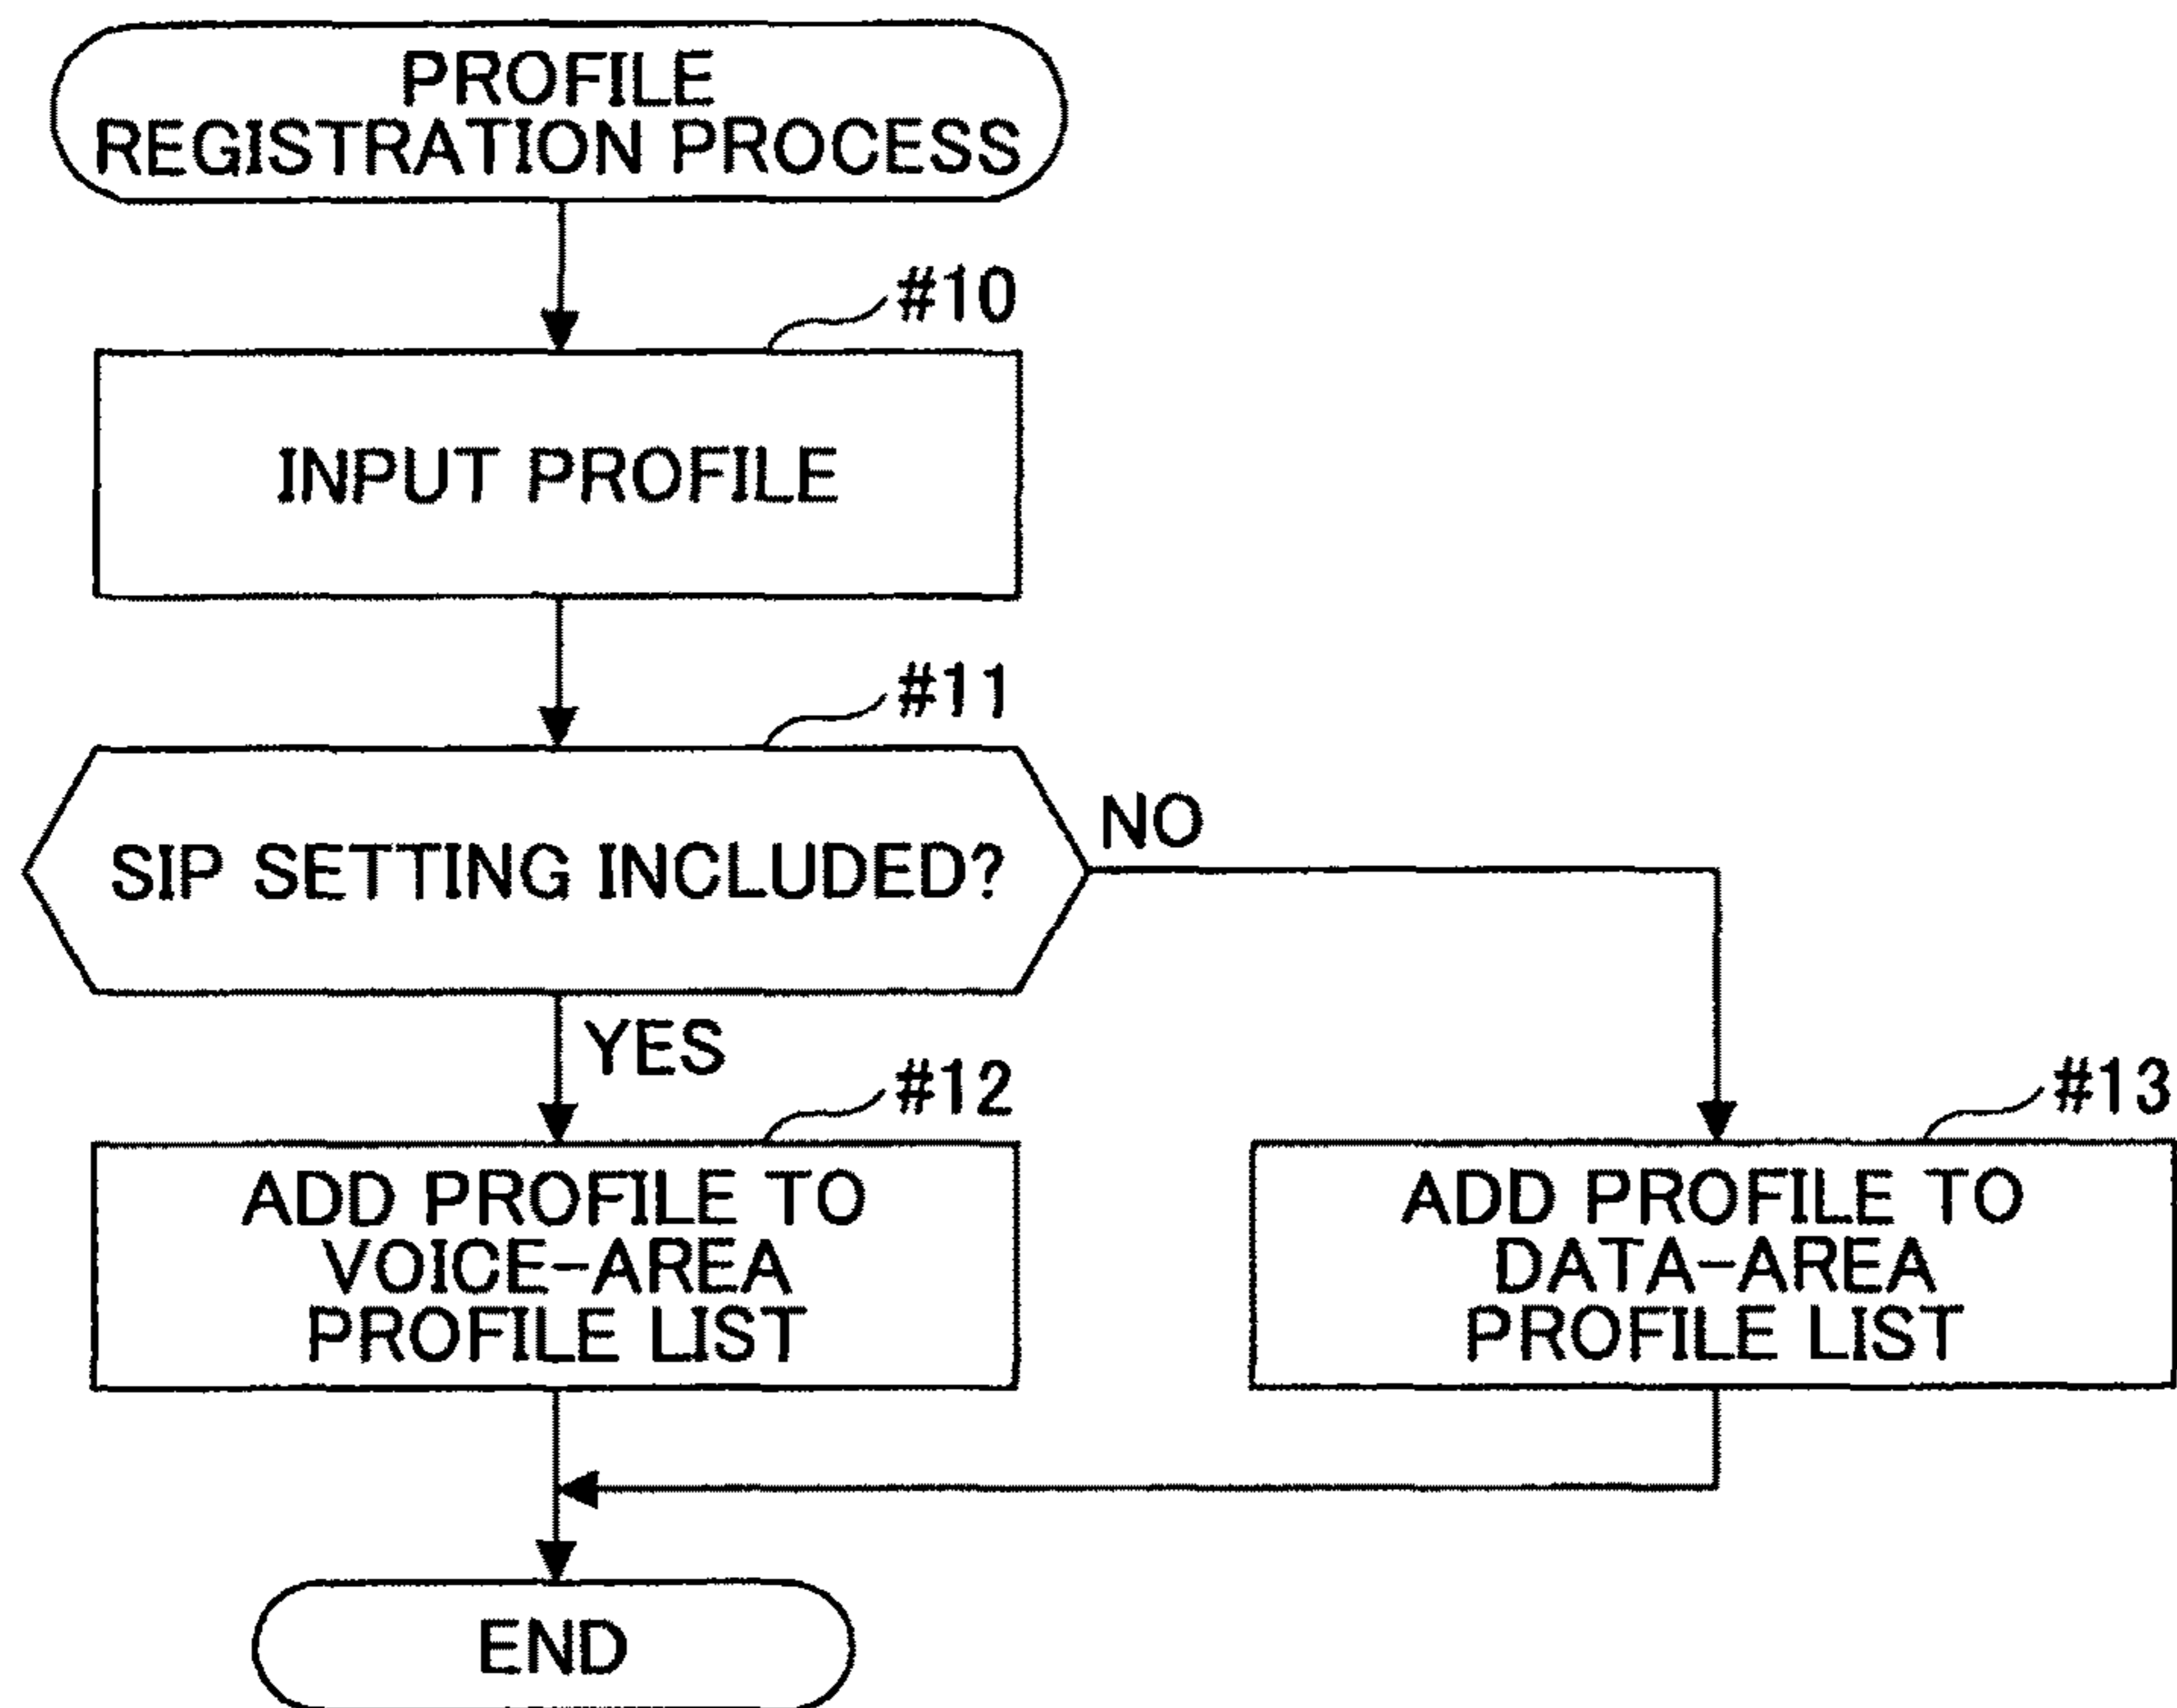 PROFILE
REGISTRATION PROCESS
#10
INPUT PROFILE
#11
SIP SETTING INCLUDED?
NO
YES
#12
ADD PROFILE TO
VOICE-AREA
PROFILE LIST
#13
ADD PROFILE TO
DATA-AREA
PROFILE LIST
END